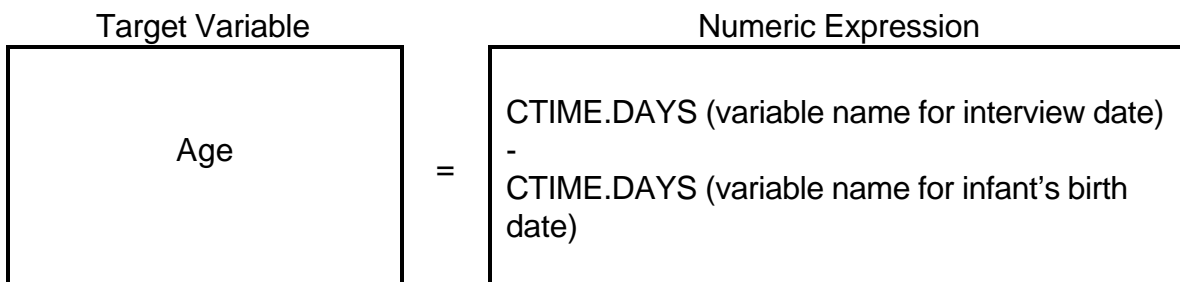 Target Variable
Numeric Expression
Age
=
CTIME.DAYS (variable name for interview date)
-
CTIME.DAYS (variable name for infant’s birth
date)